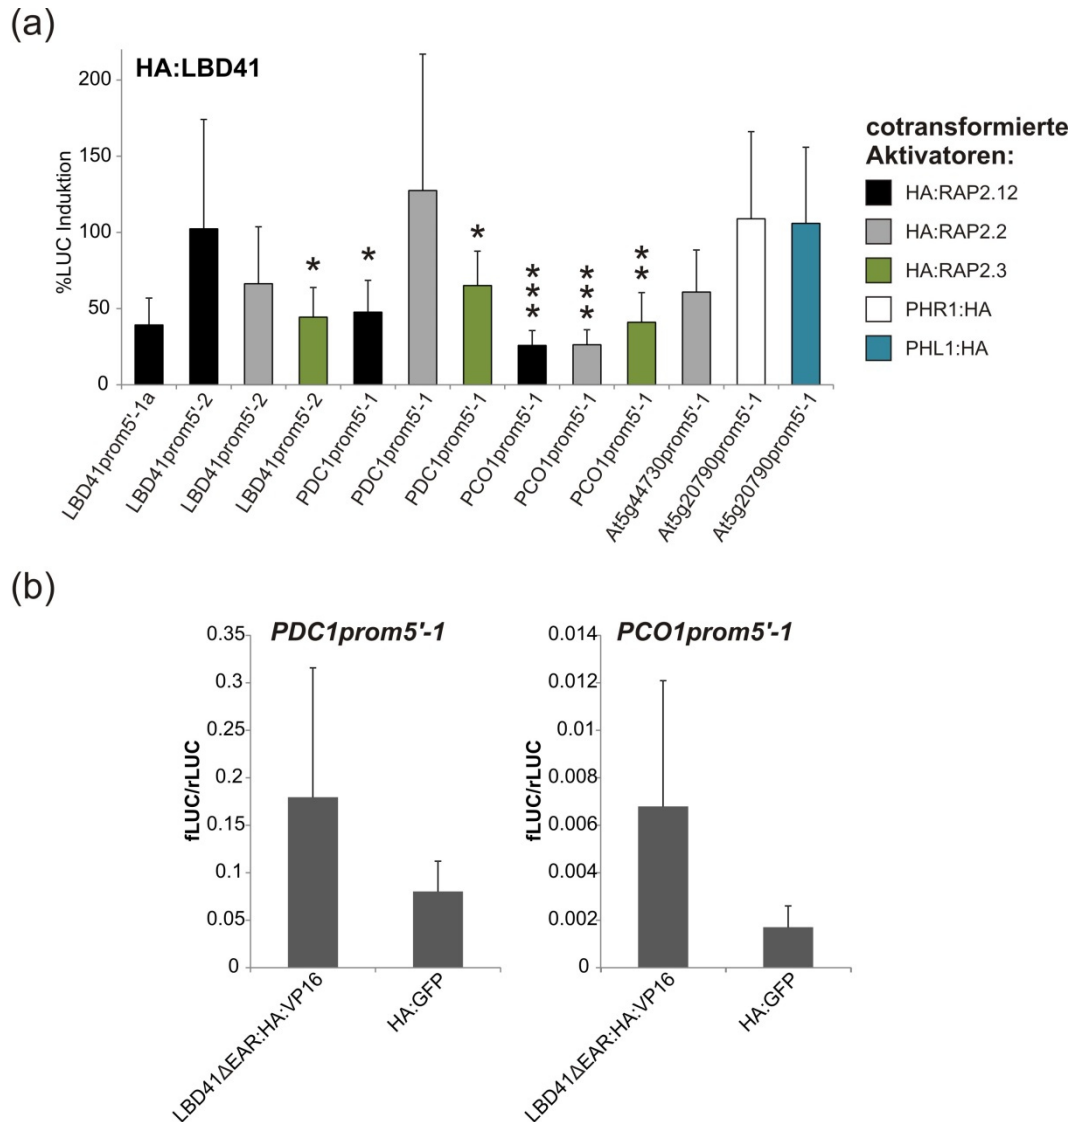 (a)
HA:LBD41
%LUC Induktion
200
150
100
50
0
*
*
*
***
***
**
LBD41prom5'-1a
LBD41prom5'-2
LBD41prom5'-2
LBD41prom5'-2
PDC1prom5'-1
PDC1prom5'-1
PDC1prom5'-1
PCO1prom5'-1
PCO1prom5'-1
PCO1prom5'-1
At5g44730prom5'-1
At5g20790prom5'-1
At5g20790prom5'-1
cotransformierte
Aktivatoren:
HA:RAP2.12
HA:RAP2.2
HA:RAP2.3
PHR1:HA
PHL1:HA
(b)
PDC1prom5'-1
fLUC/rLUC
0.35
0.3
0.25
0.2
0.15
0.1
0.05
0
LBD41ΔEAR:HA:VP16
HA:GFP
PCO1prom5'-1
fLUC/rLUC
0.014
0.012
0.01
0.008
0.006
0.004
0.002
0
LBD41ΔEAR:HA:VP16
HA:GFP